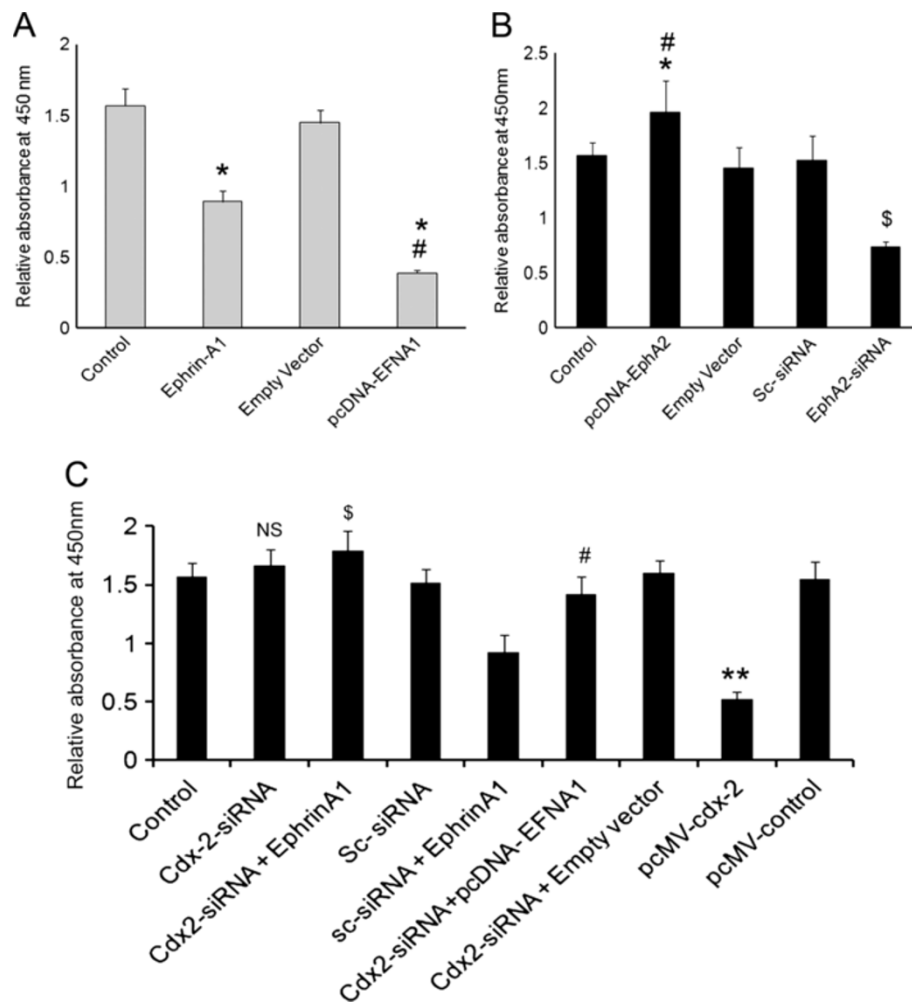 A
Relative absorbance at 450 nm
2
1.5
1
0.5
0
*
*
#
Control
Ephrin-A1
Empty Vector
pcDNA-EFNA1
B
Relative absorbance at 450nm
2.5
2
1.5
1
0.5
0
#
*
$
Control
pcDNA-EphA2
Empty Vector
Sc- siRNA
EphA2-siRNA
C
Relative absorbance at 450nm
2
1.5
1
0.5
0
NS
$
#
**
Control
Cdx-2-siRNA
Cdx2-siRNA + EphrinA1
Sc- siRNA
sc-siRNA + EphrinA1
Cdx2-siRNA+pcDNA- EFNA1
Cdx2-siRNA + Empty vector
pcMV-cdx-2
pcMV-control